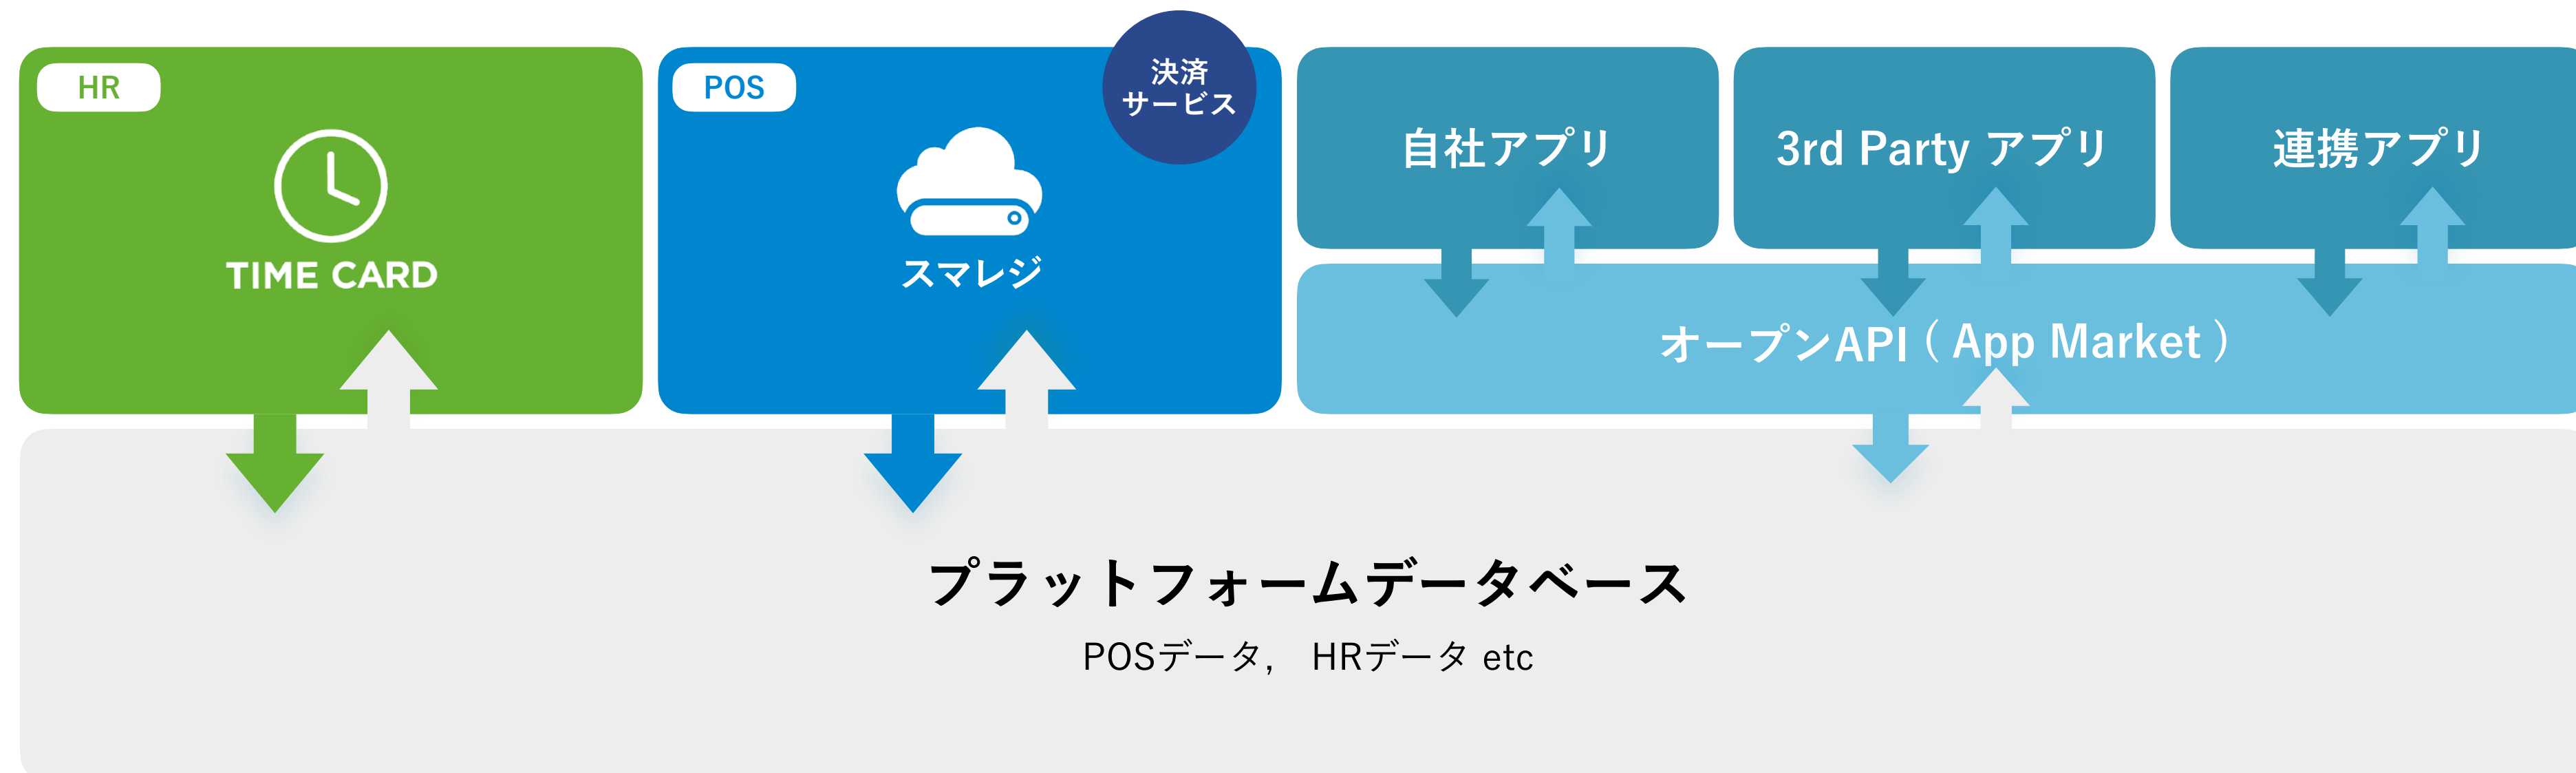 HR
TIME CARD
POS
決済
サービス
スマレジ
自社アプリ
3rd Party アプリ
連携アプリ
オープンAPI（ App Market ）
プラットフォームデータベース
POSデータ,　HRデータ etc